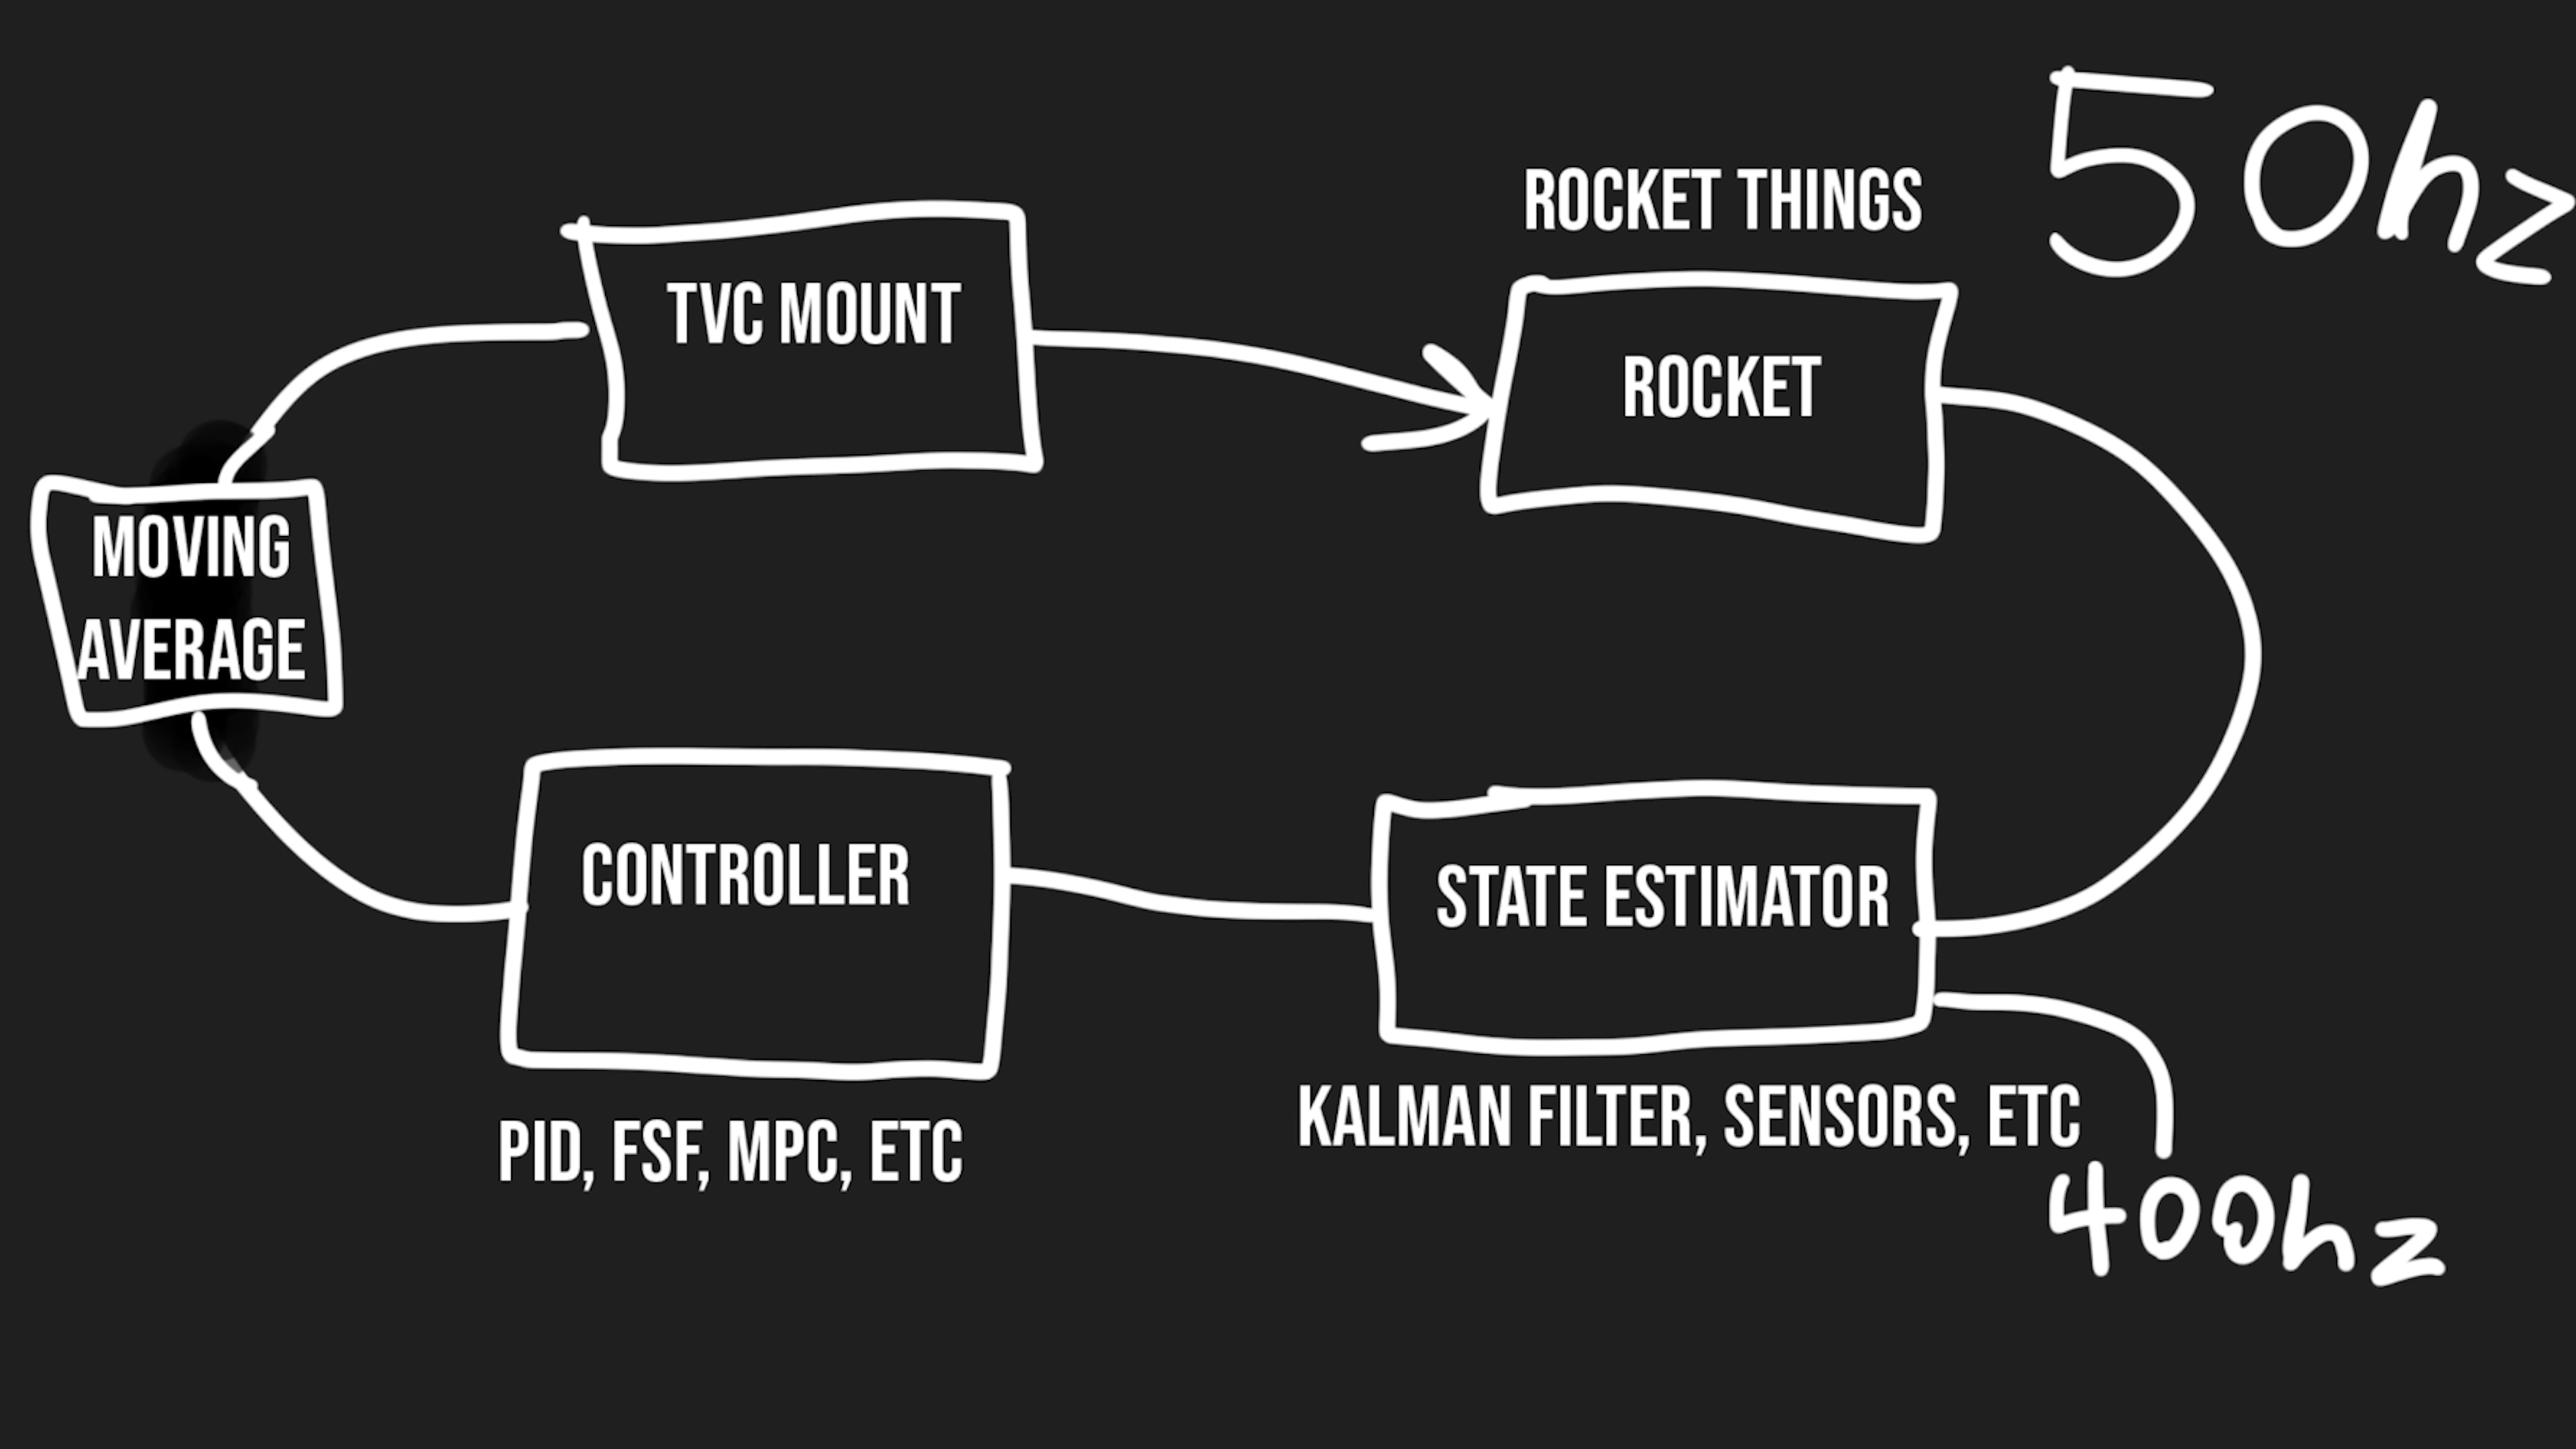 50hz
ROCKET THINGS
TVC MOUNT
ROCKET
MOVING
AVERAGE
CONTROLLER
STATE ESTIMATOR
KALMAN FILTER, SENSORS, ETC
PID, FSF, MPC, ETC
400hz